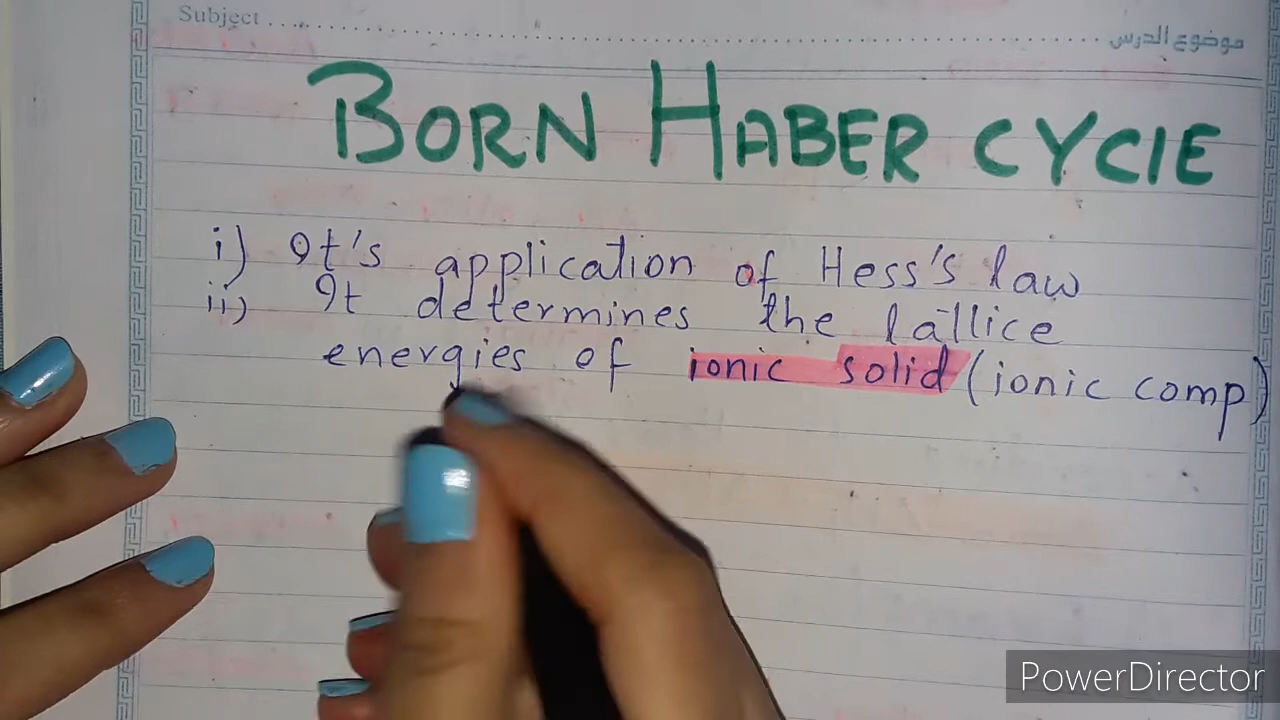 Subject ........ موضوع الدرس
BORN HABER CYCLE
i) It's application of Hess's law
ii) It determines the lattice
energies of ionic solid (ionic comp)
PowerDirector